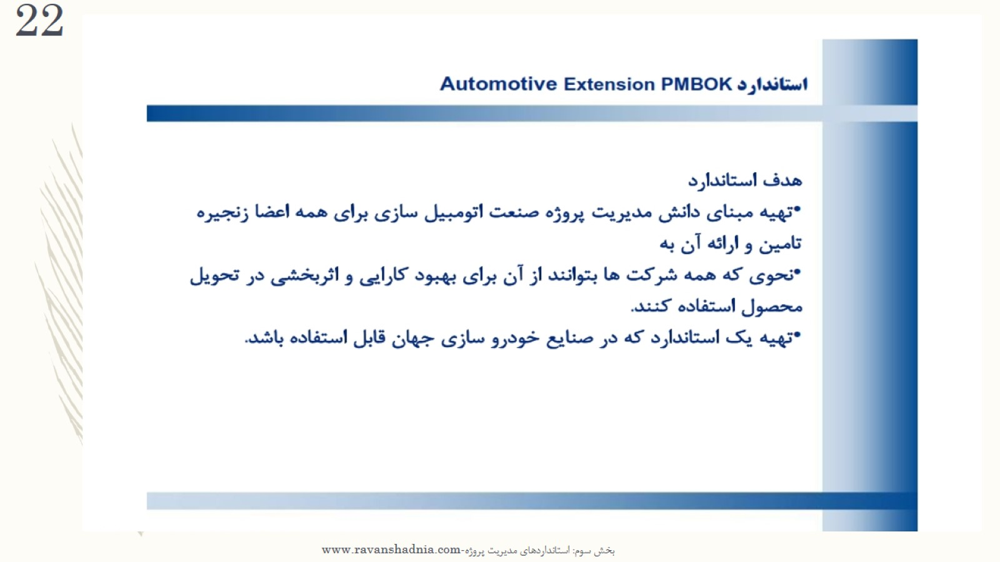 22
استاندارد Automotive Extension PMBOK
هدف استاندارد
•تهیه مبنای دانش مدیریت پروژه صنعت اتومبیل سازی برای همه اعضا زنجیره
تامین و ارائه آن به
•نحوی که همه شرکت ها بتوانند از آن برای بهبود کارایی و اثربخشی در تحویل
محصول استفاده کنند.
•تهیه یک استاندارد که در صنایع خودرو سازی جهان قابل استفاده باشد.
بخش سوم: استانداردهای مدیریت پروژه-www.ravanshadnia.com